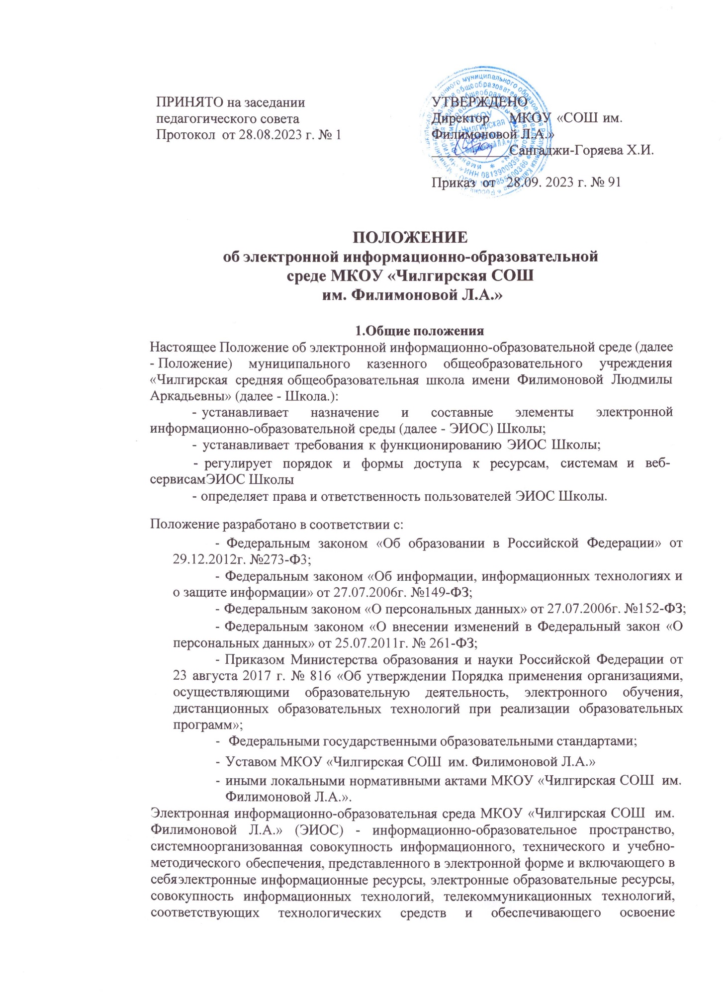 ПРИНЯТО на заседании
педагогического совета
Протокол от 28.08.2023 г. № 1
УТВЕРЖДЕНО
Директор МКОУ «СОШ им.
Филимоновой Л.А.»
___________Сангаджи-Горяева Х.И.
Приказ от 28.09. 2023 г. № 91
МКОУ
Чилгирская
ИНН 0813900939
ПОЛОЖЕНИЕ
об электронной информационно-образовательной
среде МКОУ «Чилгирская СОШ
им. Филимоновой Л.А.»
1.Общие положения
Настоящее Положение об электронной информационно-образовательной среде (далее
- Положение) муниципального казенного общеобразовательного учреждения
«Чилгирская средняя общеобразовательная школа имени Филимоновой Людмилы
Аркадьевны» (далее - Школа.):
- устанавливает назначение и составные элементы электронной
информационно-образовательной среды (далее - ЭИОС) Школы;
- устанавливает требования к функционированию ЭИОС Школы;
- регулирует порядок и формы доступа к ресурсам, системам и веб-
сервисамЭИОС Школы
- определяет права и ответственность пользователей ЭИОС Школы.
Положение разработано в соответствии с:
- Федеральным законом «Об образовании в Российской Федерации» от
29.12.2012г. №273-ФЗ;
- Федеральным законом «Об информации, информационных технологиях и
о защите информации» от 27.07.2006г. №149-ФЗ;
- Федеральным законом «О персональных данных» от 27.07.2006г. №152-ФЗ;
- Федеральным законом «О внесении изменений в Федеральный закон «О
персональных данных» от 25.07.2011г. № 261-ФЗ;
- Приказом Министерства образования и науки Российской Федерации от
23 августа 2017 г. № 816 «Об утверждении Порядка применения организациями,
осуществляющими образовательную деятельность, электронного обучения,
дистанционных образовательных технологий при реализации образовательных
программ»;
- Федеральными государственными образовательными стандартами;
- Уставом МКОУ «Чилгирская СОШ им. Филимоновой Л.А.»
- иными локальными нормативными актами МКОУ «Чилгирская СОШ им.
Филимоновой Л.А.».
Электронная информационно-образовательная среда МКОУ «Чилгирская СОШ им.
Филимоновой Л.А.» (ЭИОС) - информационно-образовательное пространство,
системноорганизованная совокупность информационного, технического и учебно-
методического обеспечения, представленного в электронной форме и включающего в
себяэлектронные информационные ресурсы, электронные образовательные ресурсы,
совокупность информационных технологий, телекоммуникационных технологий,
соответствующих технологических средств и обеспечивающего освоение